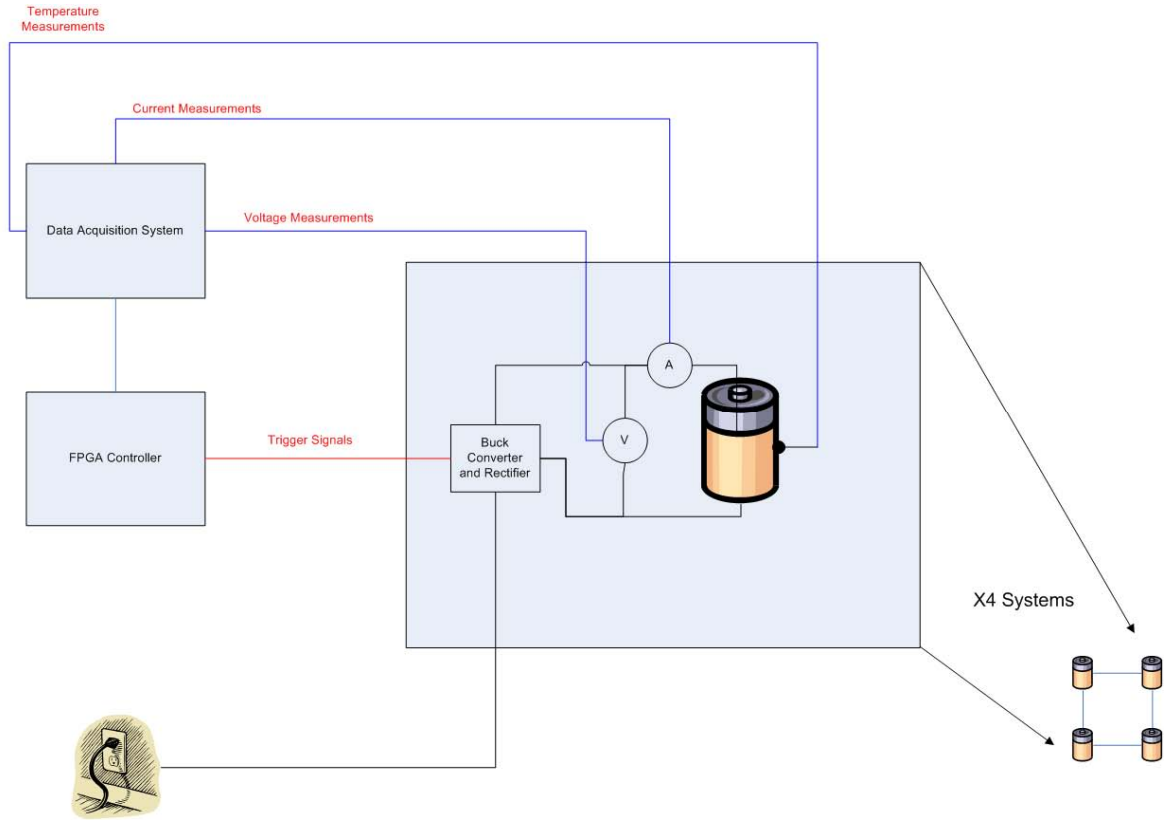 Temperature
Measurements
Current Measurements
Data Acquisition System
Voltage Measurements
A
V
FPGA Controller
Trigger Signals
Buck
Converter
and Rectifier
X4 Systems